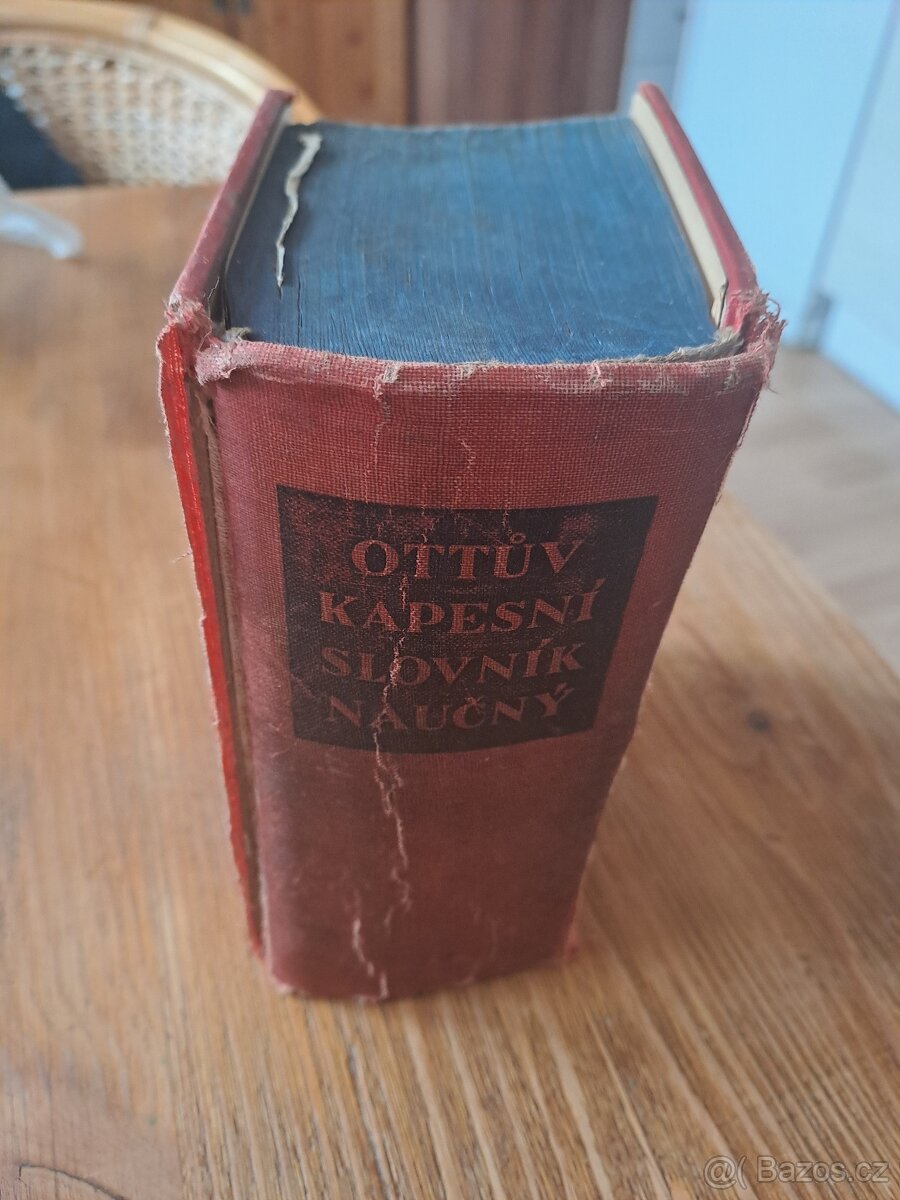 OTTŮV
KAPESNÍ
SLOVNÍK
NAUČNÝ
@( Bazos.cz